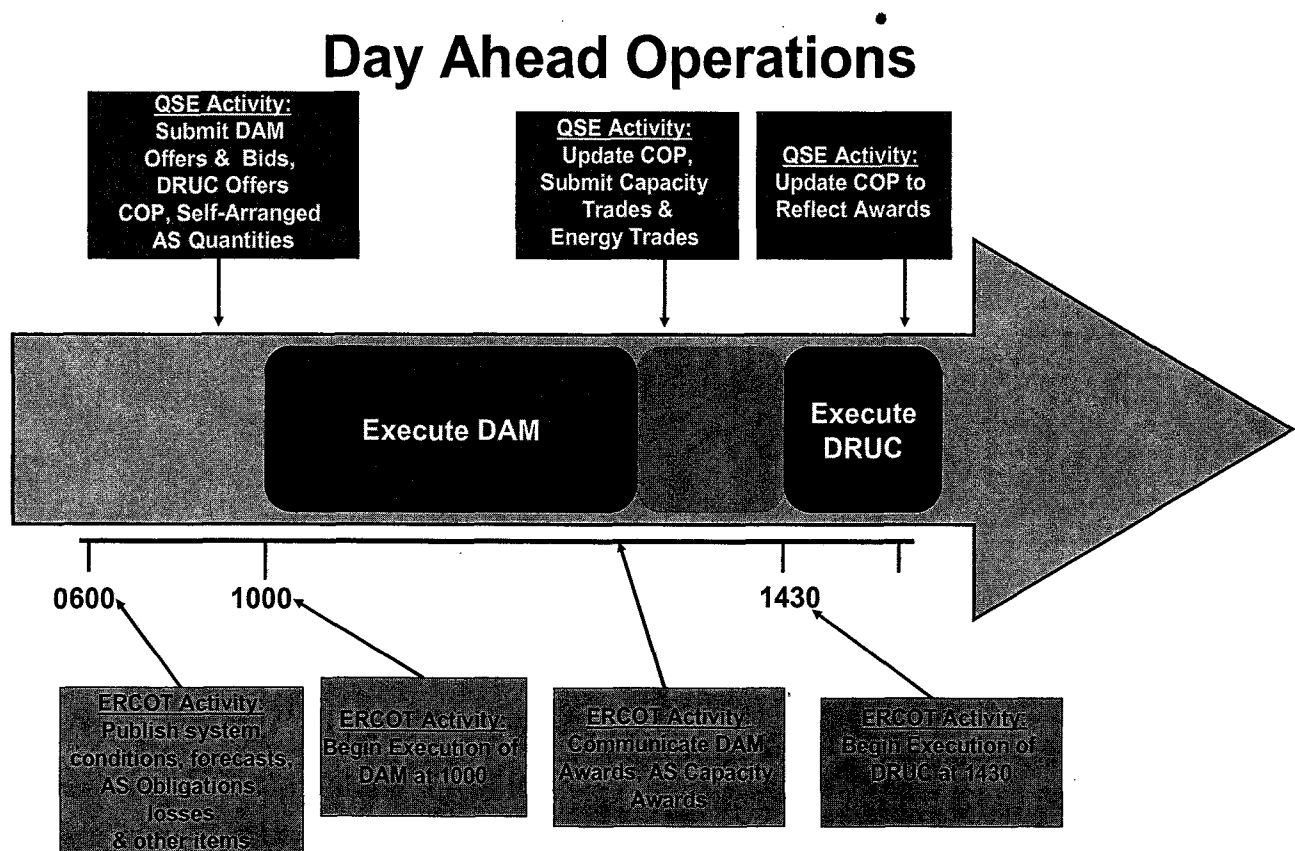 Day Ahead Operations
QSE Activity:
Submit DAM
Offers & Bids,
DRUC Offers
COP, Self-Arranged
AS Quantities
QSE Activity:
Update COP,
Submit Capacity
Trades &
Energy Trades
QSE Activity:
Update COP to
Reflect Awards
Execute DAM
Execute
DRUC
0600
1000
1430
ERCOT Activity:
Publish system
conditions, forecasts,
AS Obligations,
losses
& other items
ERCOT Activity:
Begin Execution of
DAM at 1000
ERCOT Activity:
Communicate DAM
Awards, AS Capacity
Awards
ERCOT Activity:
Begin Execution of
DRUC at 1430